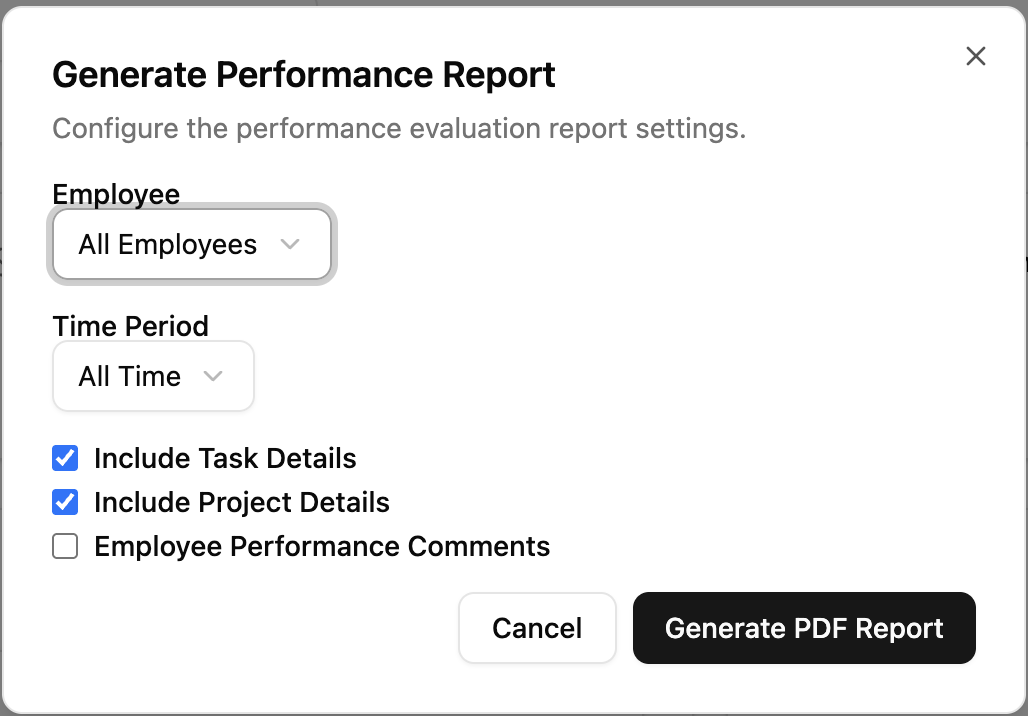 Generate Performance Report
Configure the performance evaluation report settings.
Employee
All Employees
Time Period
All Time
Include Task Details
Include Project Details
Employee Performance Comments
Cancel
Generate PDF Report